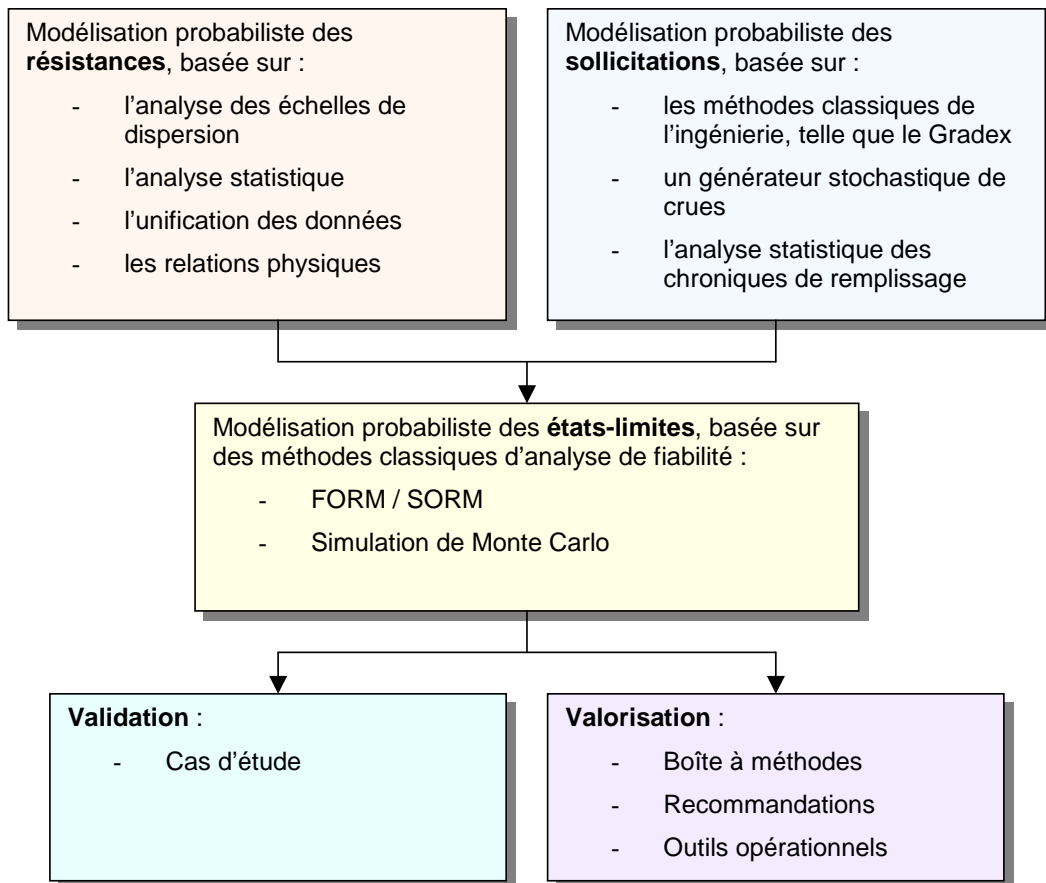 Modélisation probabiliste des
résistances, basée sur :
- l’analyse des échelles de
dispersion
- l’analyse statistique
- l’unification des données
- les relations physiques
Modélisation probabiliste des
sollicitations, basée sur :
- les méthodes classiques de
l’ingénierie, telle que le Gradex
- un générateur stochastique de
crues
- l’analyse statistique des
chroniques de remplissage
Modélisation probabiliste des états-limites, basée sur
des méthodes classiques d’analyse de fiabilité :
- FORM / SORM
- Simulation de Monte Carlo
Validation :
- Cas d’étude
Valorisation :
- Boîte à méthodes
- Recommandations
- Outils opérationnels